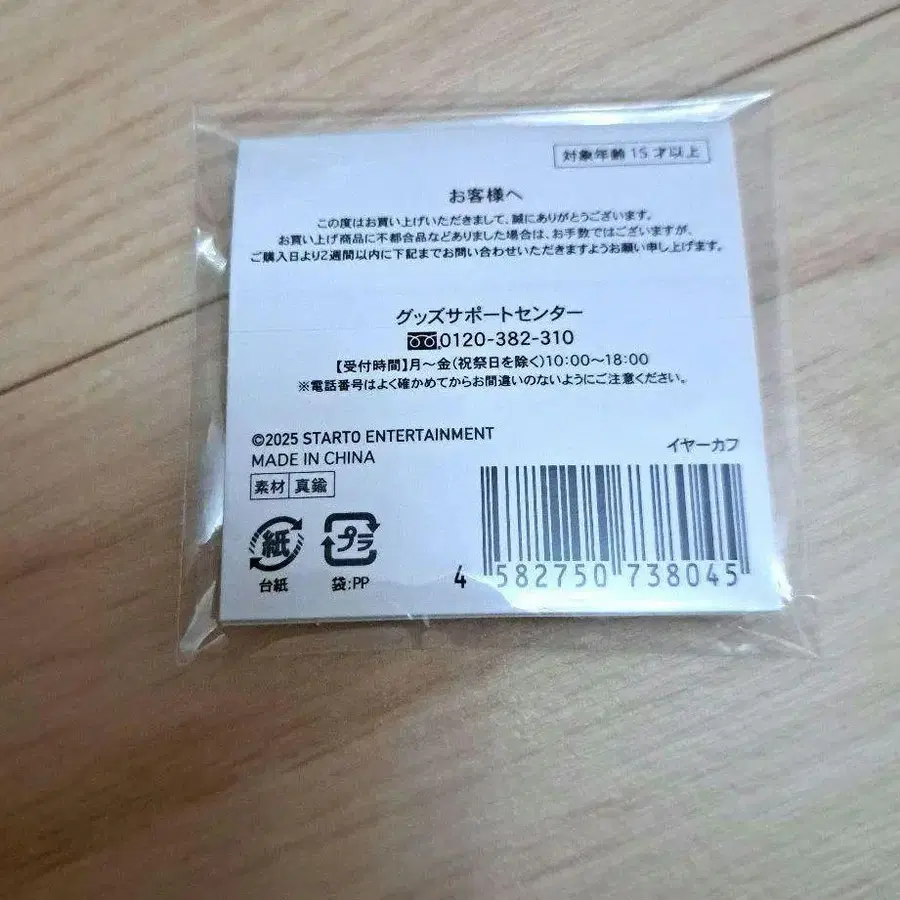 対象年齢 15 才以上
お客様へ
この度はお買い上げいただきまして、誠にありがとうございます。
お買い上げ商品に不都合品などありました場合は、お手数ではございますが、
ご購入日より2週間以内に下記までお問い合わせいただきますようお願い申し上げます。
グッズサポートセンター
0120-382-310
【受付時間】月～金(祝祭日を除く)10:00～18:00
※電話番号はよく確かめてからお間違いのないようにご注意ください。
©2025 STARTO ENTERTAINMENT
イヤーカフ
MADE IN CHINA
素材 真鍮
紙 プラ
台紙 袋:PP
4 582750 738045